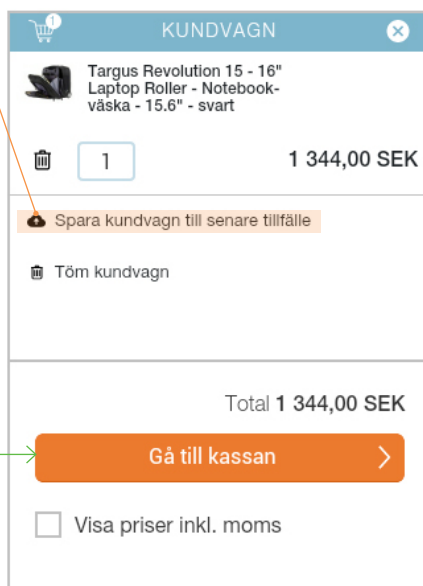 1
KUNDVAGN
Targus Revolution 15 - 16"
Laptop Roller - Notebook-
väska - 15.6" - svart
1
1 344,00 SEK
Spara kundvagn till senare tillfälle
Töm kundvagn
Total 1 344,00 SEK
Gå till kassan
Visa priser inkl. moms